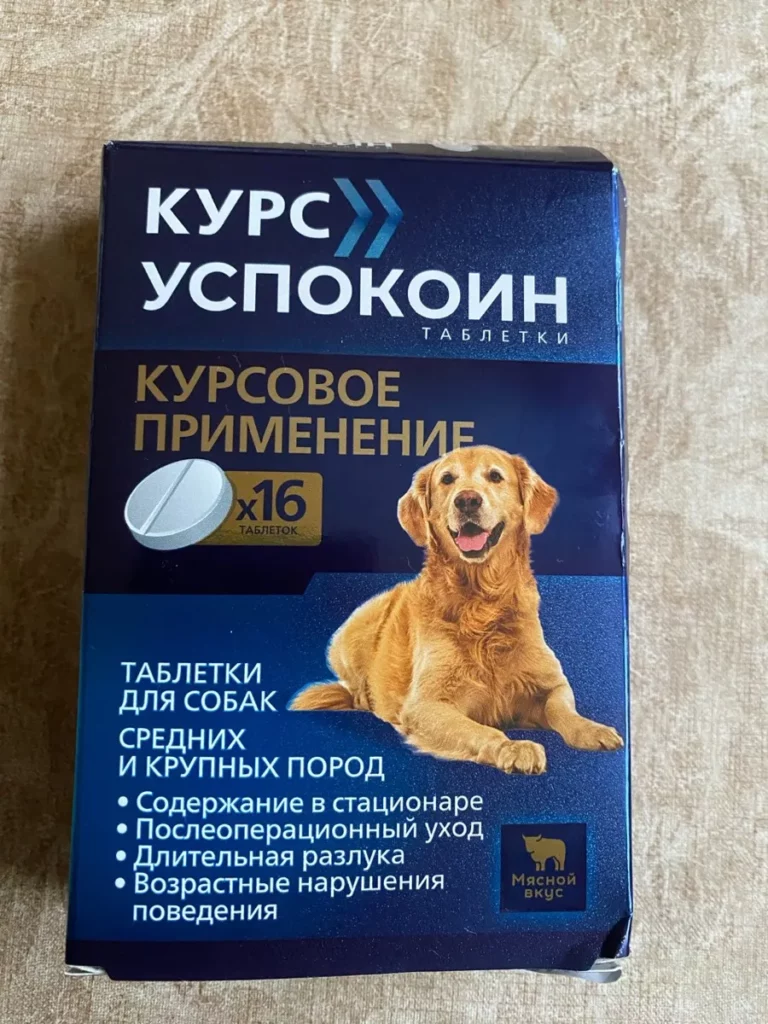 КУРС
УСПОКОИН
ТАБЛЕТКИ
КУРСОВОЕ
ПРИМЕНЕНИЕ
х16
ТАБЛЕТОК
ТАБЛЕТКИ
ДЛЯ СОБАК
СРЕДНИХ
И КРУПНЫХ ПОРОД
• Содержание в стационаре
• Послеоперационный уход
• Длительная разлука
• Возрастные нарушения
поведения
Мясной
вкус